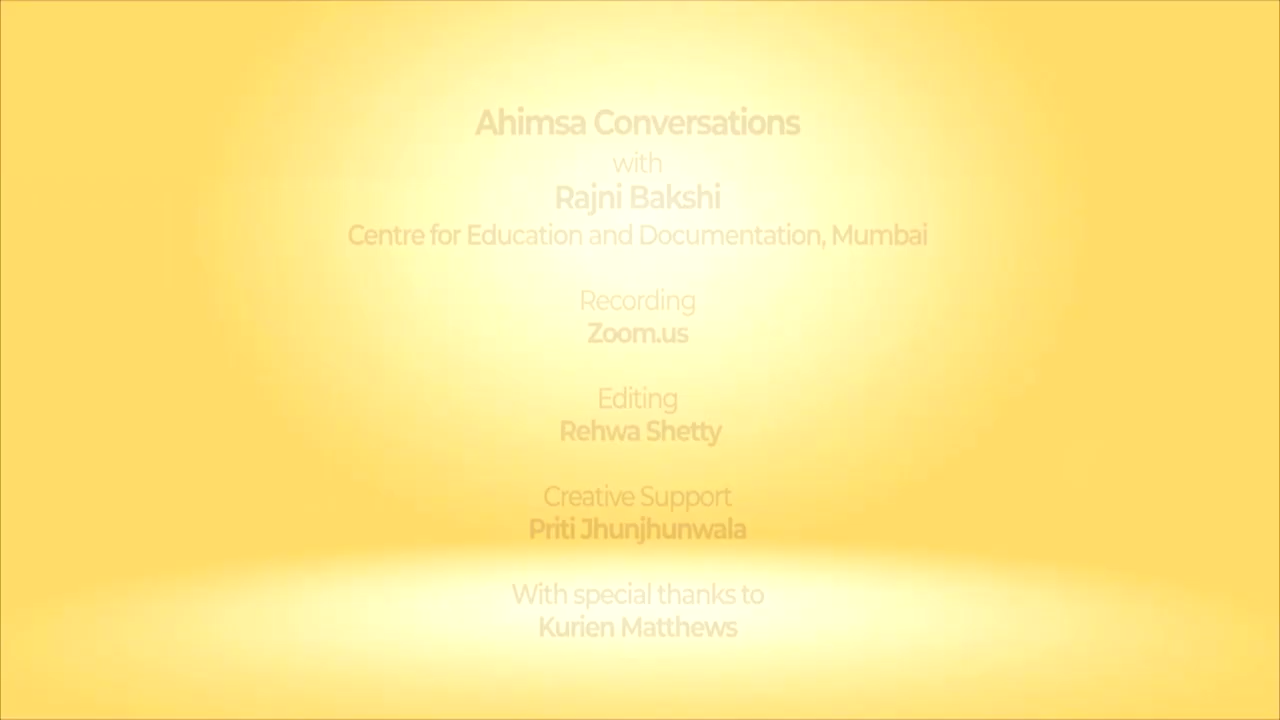 Ahimsa Conversations
with
Rajni Bakshi
Centre for Education and Documentation, Mumbai
Recording
Zoom.us
Editing
Rehwa Shetty
Creative Support
Priti Jhunjhunwala
With special thanks to
Kurien Matthews